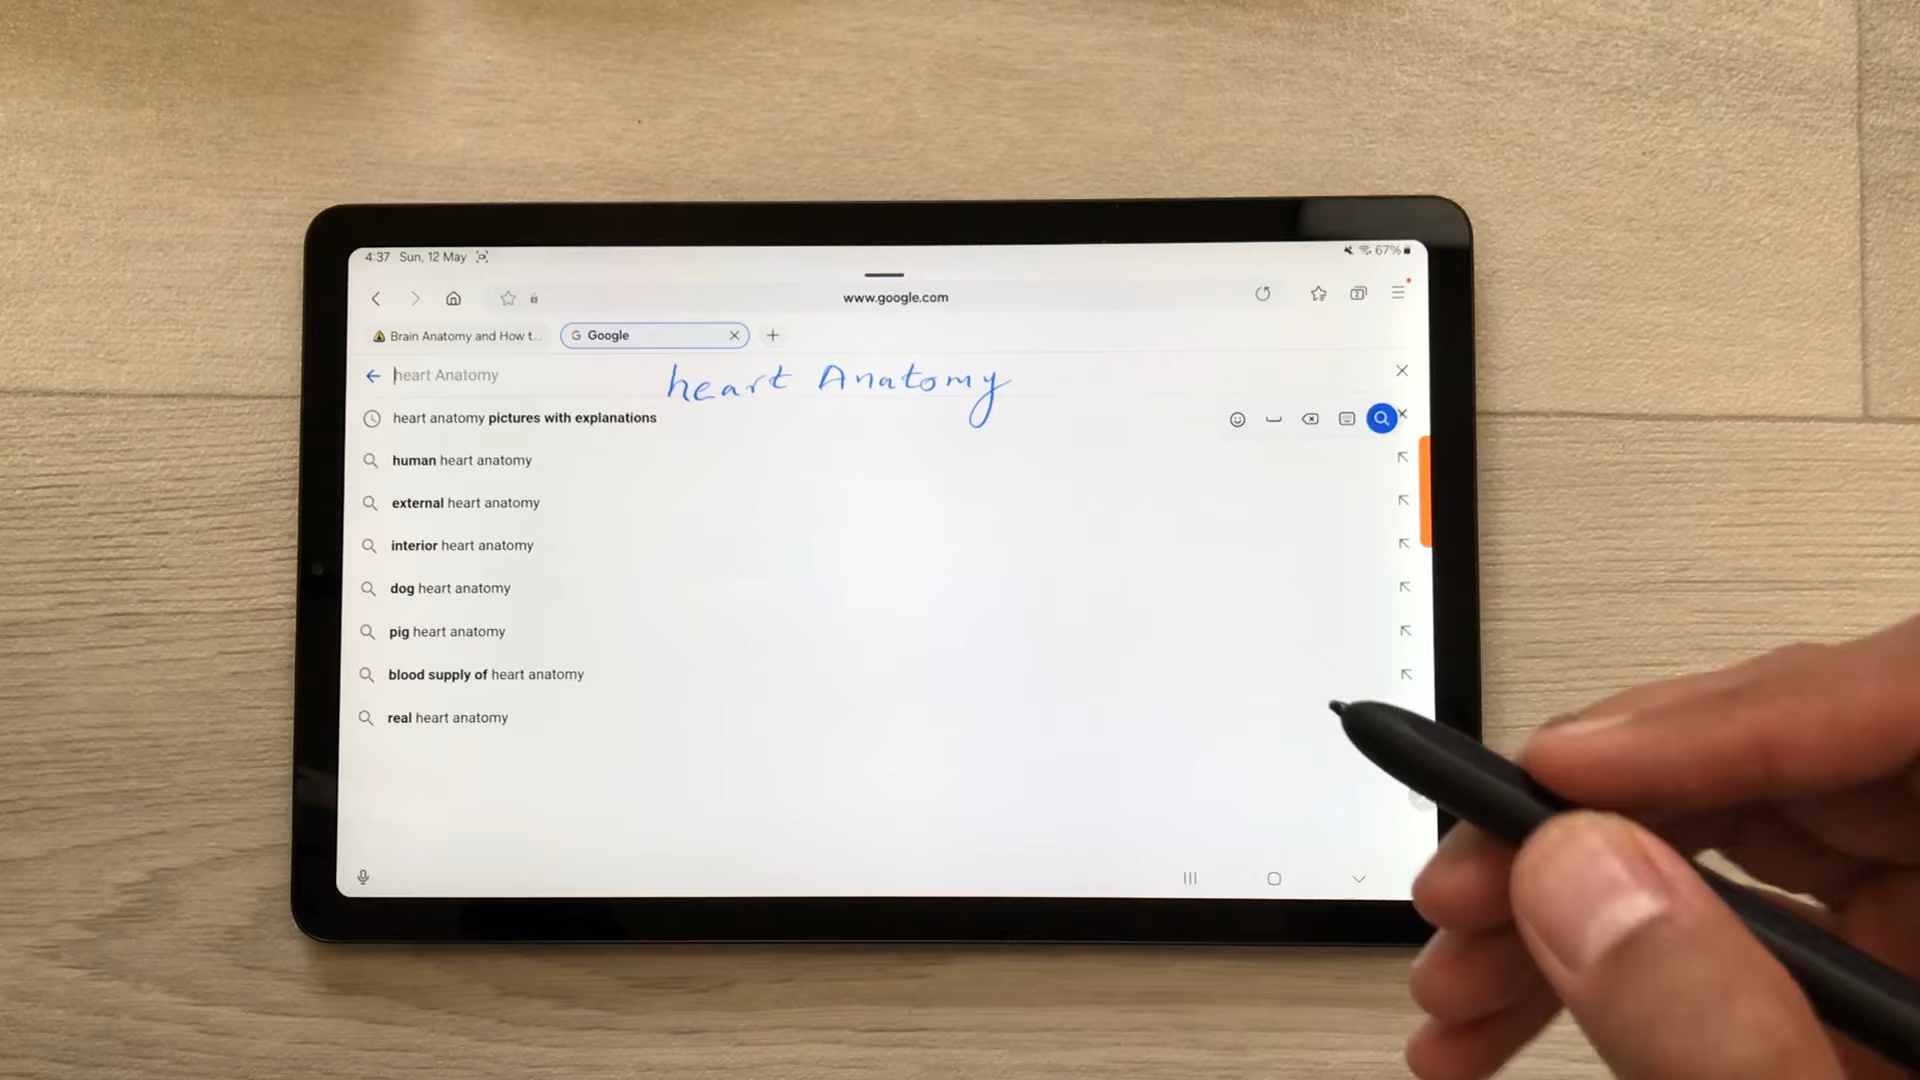 4:37 Sun, 12 May 67%
www.google.com
Brain Anatomy and How t... G Google
heart Anatomy heart Anatomy
heart anatomy pictures with explanations
human heart anatomy
external heart anatomy
interior heart anatomy
dog heart anatomy
pig heart anatomy
blood supply of heart anatomy
real heart anatomy